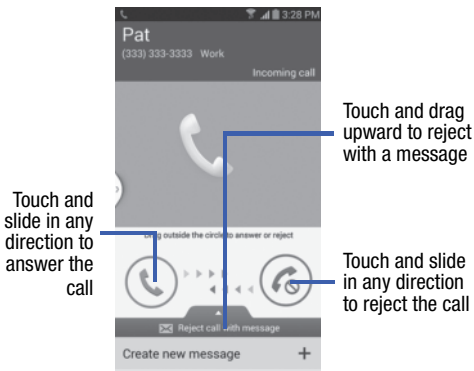 3:28 PM
Pat
(333) 333-3333 Work
Incoming call
Touch and drag
upward to reject
with a message
Touch and
slide in any
direction to
answer the
call
Drag outside the circle to answer or reject
Touch and slide
in any direction
to reject the call
Reject call with message
Create new message +